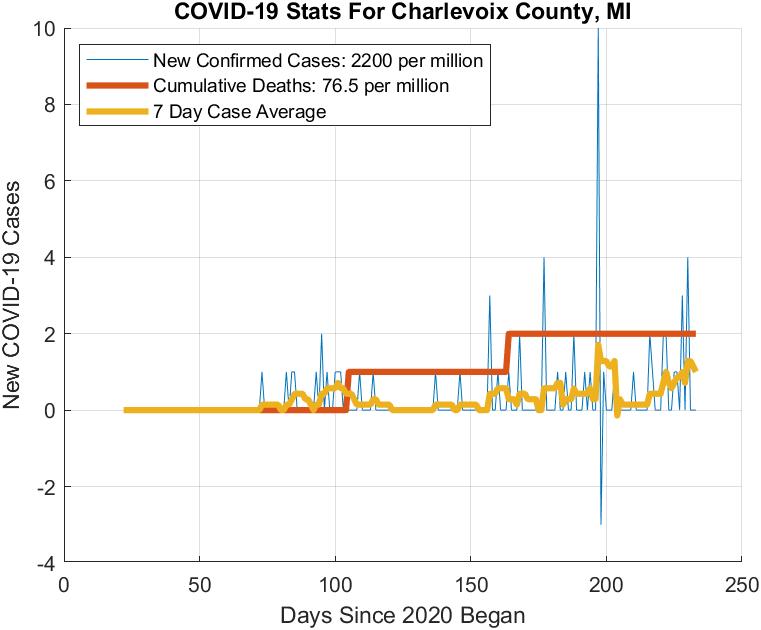 COVID-19 Stats For Charlevoix County, MI
New Confirmed Cases: 2200 per million
Cumulative Deaths: 76.5 per million
7 Day Case Average
New COVID-19 Cases
10
8
6
4
2
0
-2
-4
0 50 100 150 200 250
Days Since 2020 Began